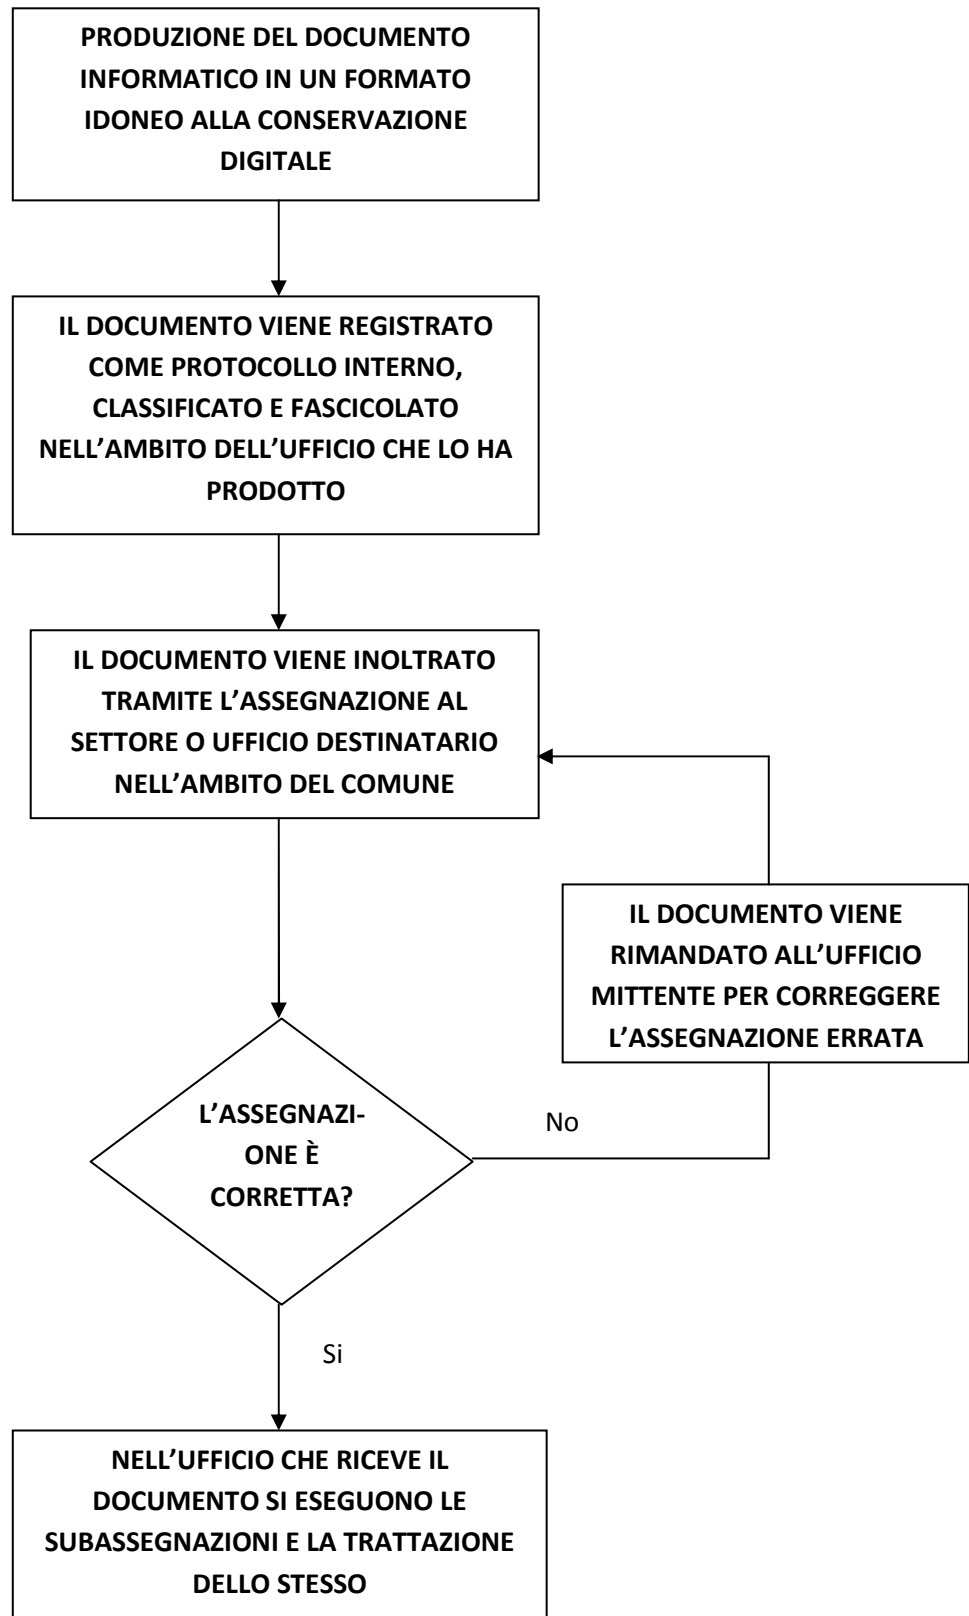 PRODUZIONE DEL DOCUMENTO
INFORMATICO IN UN FORMATO
IDONEO ALLA CONSERVAZIONE
DIGITALE
IL DOCUMENTO VIENE REGISTRATO
COME PROTOCOLLO INTERNO,
CLASSIFICATO E FASCICOLATO
NELL’AMBITO DELL’UFFICIO CHE LO HA
PRODOTTO
IL DOCUMENTO VIENE INOLTRATO
TRAMITE L’ASSEGNAZIONE AL
SETTORE O UFFICIO DESTINATARIO
NELL’AMBITO DEL COMUNE
IL DOCUMENTO VIENE
RIMANDATO ALL’UFFICIO
MITTENTE PER CORREGGERE
L’ASSEGNAZIONE ERRATA
L’ASSEGNAZI-
ONE È
CORRETTA?
No
Si
NELL’UFFICIO CHE RICEVE IL
DOCUMENTO SI ESEGUONO LE
SUBASSEGNAZIONI E LA TRATTAZIONE
DELLO STESSO